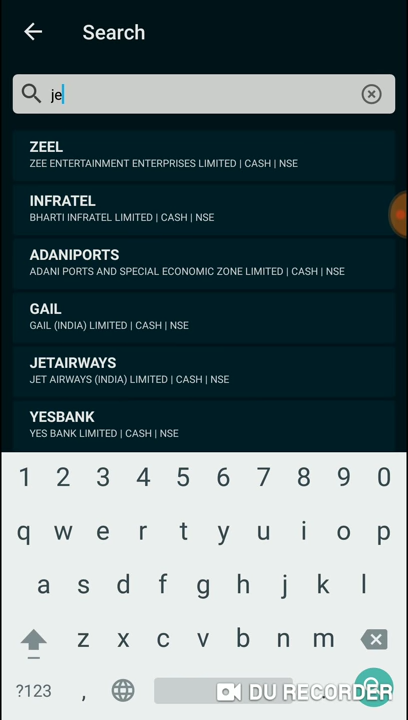 Search
je
ZEEL
ZEE ENTERTAINMENT ENTERPRISES LIMITED | CASH | NSE
INFRATEL
BHARTI INFRATEL LIMITED | CASH | NSE
ADANIPORTS
ADANI PORTS AND SPECIAL ECONOMIC ZONE LIMITED | CASH | NSE
GAIL
GAIL (INDIA) LIMITED | CASH | NSE
JETAIRWAYS
JET AIRWAYS (INDIA) LIMITED | CASH | NSE
YESBANK
YES BANK LIMITED | CASH | NSE
1 2 3 4 5 6 7 8 9 0
q w e r t y u i o p
a s d f g h j k l
z x c v b n m
?123 , .
DU RECORDER